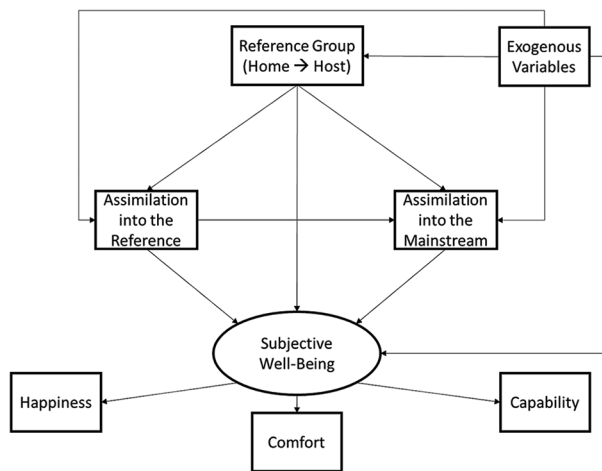 Reference Group
(Home → Host)
Exogenous
Variables
Assimilation
into the
Reference
Assimilation
into the
Mainstream
Subjective
Well-Being
Happiness
Comfort
Capability